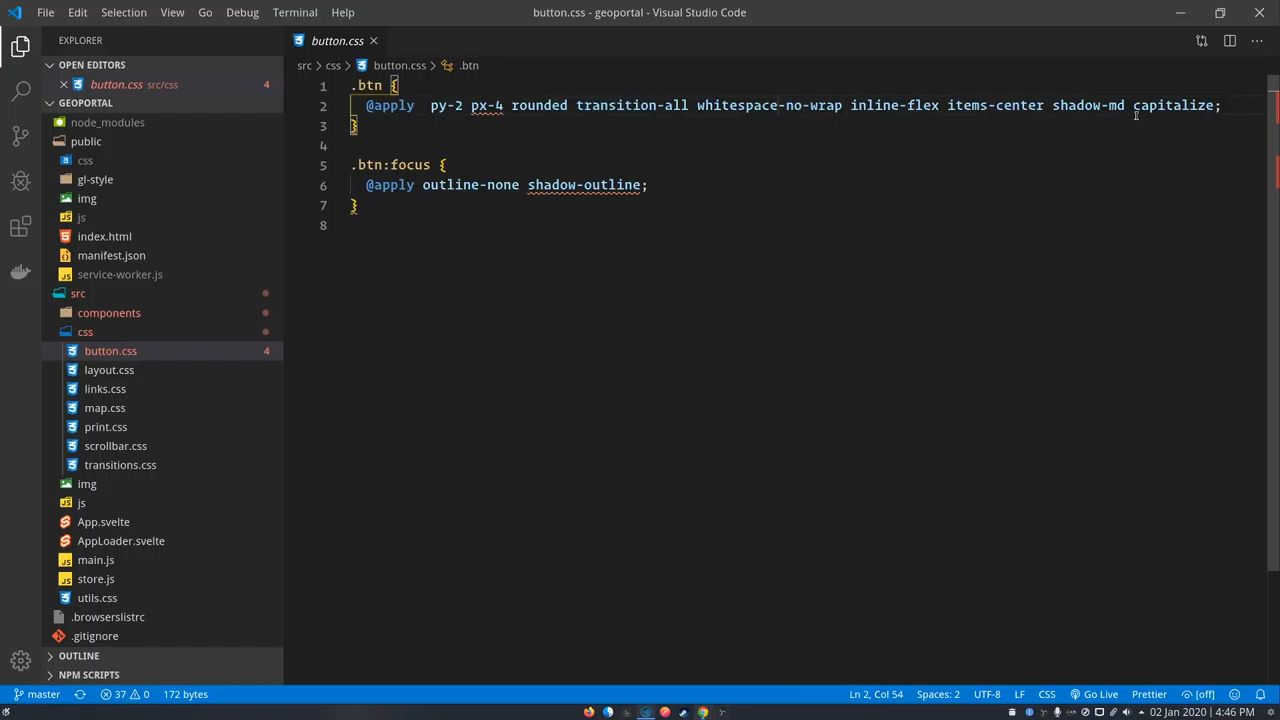 File Edit Selection View Go Debug Terminal Help
button.css - geoportal - Visual Studio Code
EXPLORER
OPEN EDITORS
button.css src/css 4
GEOPORTAL
node_modules
public
css
gl-style
img
js
index.html
manifest.json
service-worker.js
src
components
css
button.css 4
layout.css
links.css
map.css
print.css
scrollbar.css
transitions.css
img
js
App.svelte
AppLoader.svelte
main.js
store.js
utils.css
.browserslistrc
.gitignore
OUTLINE
NPM SCRIPTS
button.css
src › css › button.css › .btn
1 .btn {
2 @apply  py-2 px-4 rounded transition-all whitespace-no-wrap inline-flex items-center shadow-md capitalize;
3 }
4
5 .btn:focus {
6 @apply outline-none shadow-outline;
7 }
8
master 37 0 172 bytes
Ln 2, Col 54 Spaces: 2 UTF-8 LF CSS Go Live Prettier [off]
02 Jan 2020 | 4:46 PM